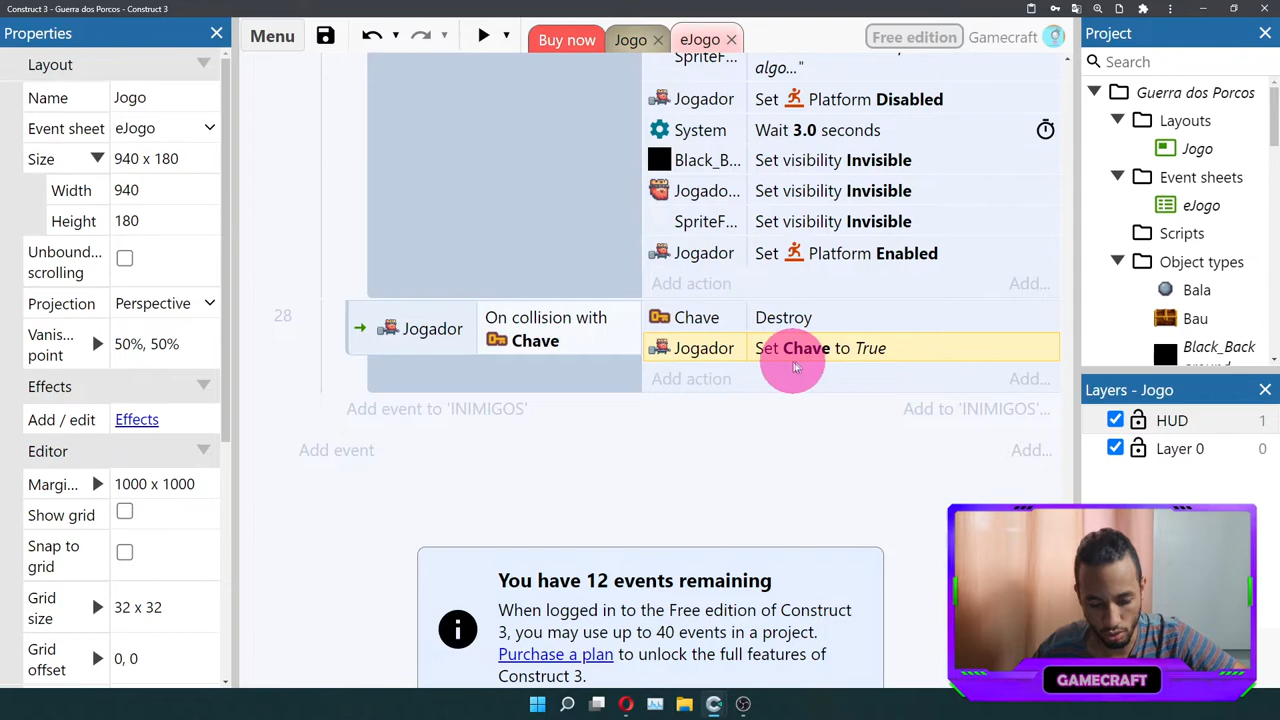 Construct 3 - Guerra dos Porcos - Construct 3
Properties
Layout
Name Jogo
Event sheet eJogo
Size 940 x 180
Width 940
Height 180
Unbound...
scrolling
Projection Perspective
Vanis...
point
50%, 50%
Effects
Add / edit Effects
Editor
Margi... 1000 x 1000
Show grid
Snap to
grid
Grid
size
32 x 32
Grid
offset
0, 0
Menu
Buy now
Jogo
eJogo
Free edition
Gamecraft
SpriteF...
algo..."
Jogador Set Platform Disabled
System Wait 3.0 seconds
Black_B... Set visibility Invisible
Jogado... Set visibility Invisible
SpriteF... Set visibility Invisible
Jogador Set Platform Enabled
Add action Add...
28
Jogador
On collision with
Chave
Chave Destroy
Jogador Set Chave to True
Add action Add...
Add event to 'INIMIGOS' Add to 'INIMIGOS'...
Add event Add...
You have 12 events remaining
When logged in to the Free edition of Construct
3, you may use up to 40 events in a project.
Purchase a plan to unlock the full features of
Construct 3.
Project
Search
Guerra dos Porcos
Layouts
Jogo
Event sheets
eJogo
Scripts
Object types
Bala
Bau
Black_Back
ground
Layers - Jogo
HUD 1
Layer 0 0
GAMECRAFT